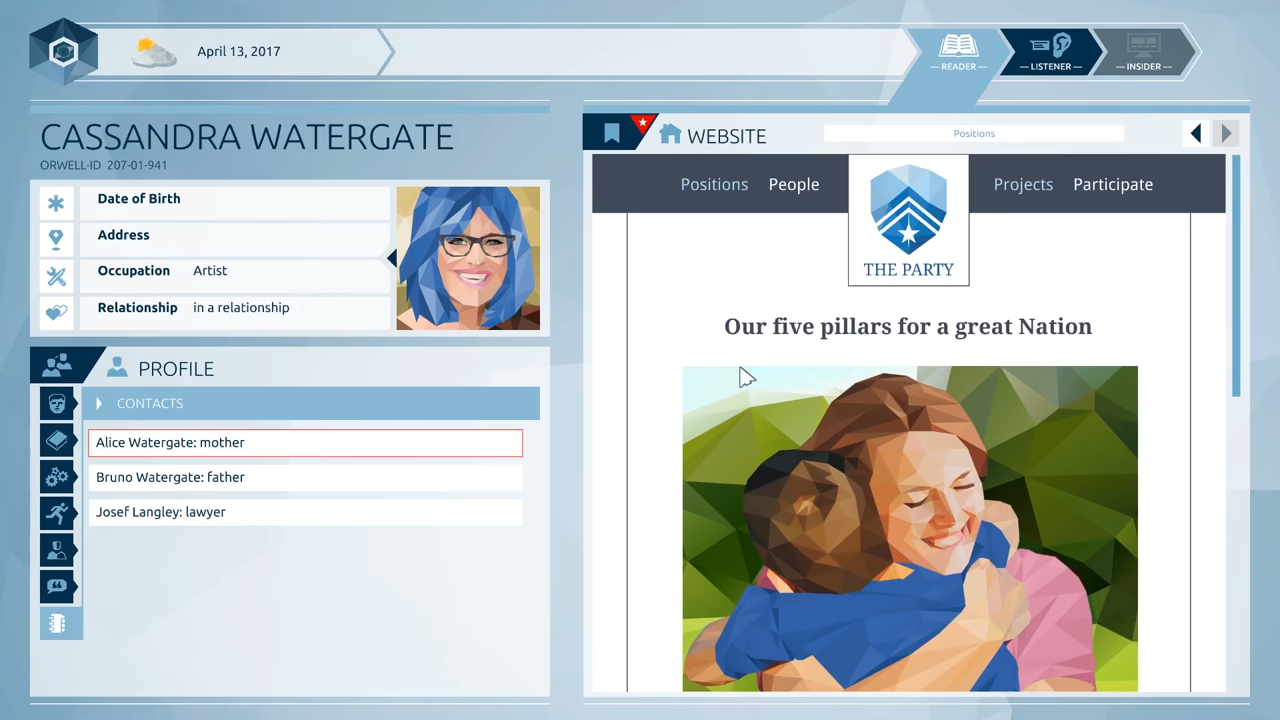 April 13, 2017
— READER —
— LISTENER —
— INSIDER —
CASSANDRA WATERGATE
ORWELL-ID 207-01-941
Date of Birth
Address
Occupation Artist
Relationship in a relationship
PROFILE
CONTACTS
Alice Watergate: mother
Bruno Watergate: father
Josef Langley: lawyer
WEBSITE
Positions
Positions People Projects Participate
THE PARTY
Our five pillars for a great Nation